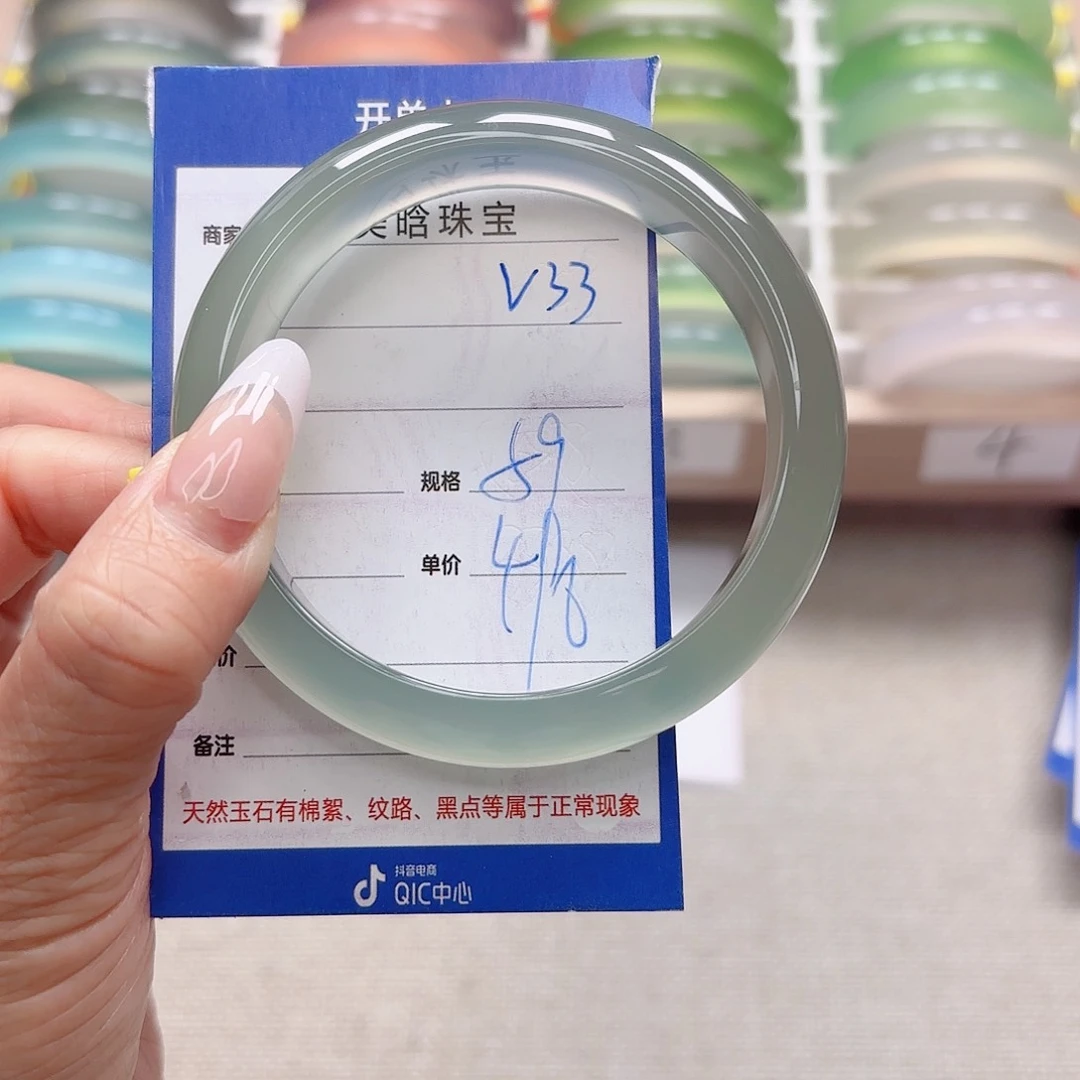 开单
商家 晗珠宝
V33
规格 59
单价
价
备注
天然玉石有棉絮、纹路、黑点等属于正常现象
抖音电商
QIC中心
4